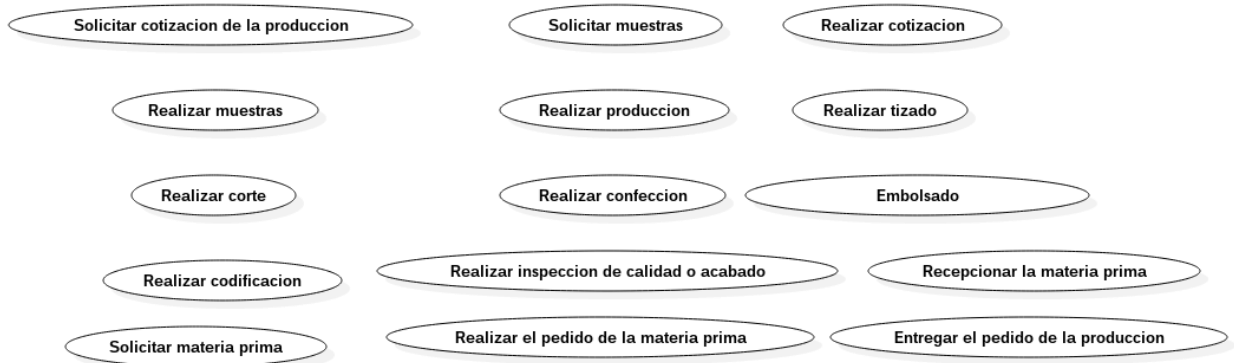 Solicitar cotizacion de la produccion
Solicitar muestras
Realizar cotizacion
Realizar muestras
Realizar produccion
Realizar tizado
Realizar corte
Realizar confeccion
Embolsado
Realizar codificacion
Realizar inspeccion de calidad o acabado
Recepcionar la materia prima
Solicitar materia prima
Realizar el pedido de la materia prima
Entregar el pedido de la produccion